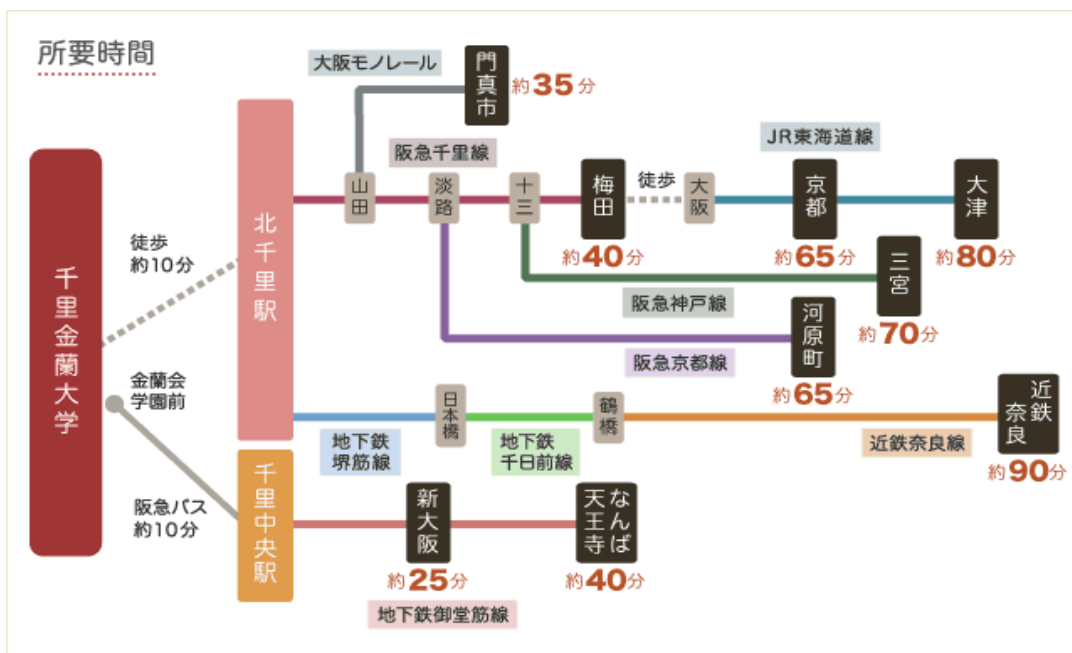 所要時間
大阪モノレール
門真市
約35分
阪急千里線
JR東海道線
山田
淡路
十三
梅田
徒歩
大阪
京都
大津
約40分
約65分
約80分
北千里駅
徒歩
約10分
千里金蘭大学
三宮
阪急神戸線
約70分
河原町
阪急京都線
約65分
金蘭会
学園前
日本橋
鶴橋
近鉄
奈良
地下鉄
堺筋線
地下鉄
千日前線
近鉄奈良線
約90分
千里中央駅
阪急バス
約10分
新大阪
なんば
天王寺
約25分
約40分
地下鉄御堂筋線